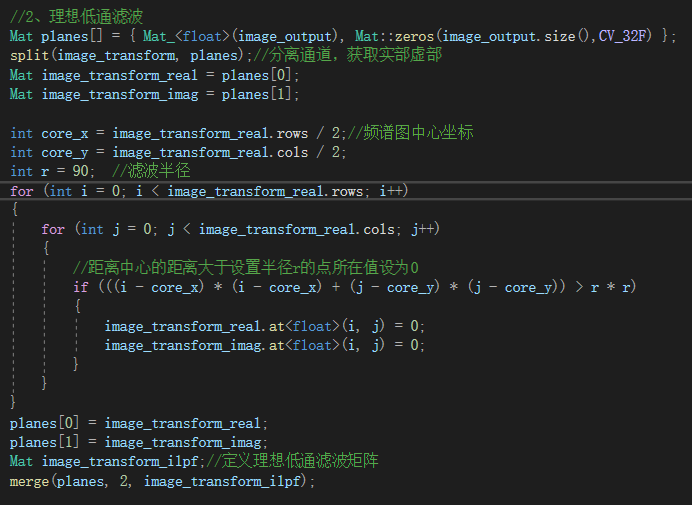 //2、理想低通滤波
Mat planes[] = { Mat_<float>(image_output), Mat::zeros(image_output.size(),CV_32F) };
split(image_transform, planes);//分离通道，获取实部虚部
Mat image_transform_real = planes[0];
Mat image_transform_imag = planes[1];
int core_x = image_transform_real.rows / 2;//频谱图中心坐标
int core_y = image_transform_real.cols / 2;
int r = 90;  //滤波半径
for (int i = 0; i < image_transform_real.rows; i++)
{
for (int j = 0; j < image_transform_real.cols; j++)
{
//距离中心的距离大于设置半径r的点所在值设为0
if (((i - core_x) * (i - core_x) + (j - core_y) * (j - core_y)) > r * r)
{
image_transform_real.at<float>(i, j) = 0;
image_transform_imag.at<float>(i, j) = 0;
}
}
}
planes[0] = image_transform_real;
planes[1] = image_transform_imag;
Mat image_transform_ilpf;//定义理想低通滤波矩阵
merge(planes, 2, image_transform_ilpf);